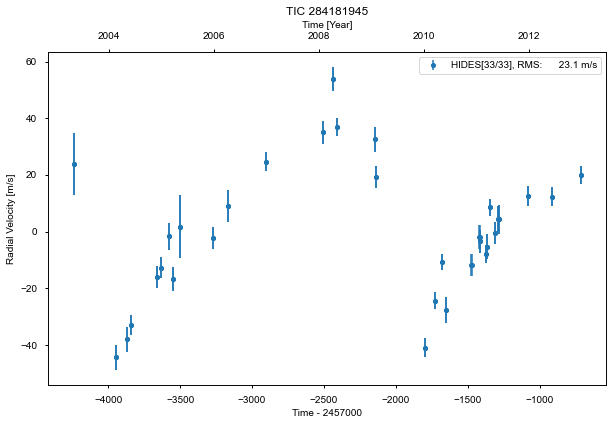 TIC 284181945
Time [Year]
2004 2006 2008 2010 2012
HIDES[33/33], RMS: 23.1 m/s
Radial Velocity [m/s]
60
40
20
0
−20
−40
−4000 −3500 −3000 −2500 −2000 −1500 −1000
Time - 2457000